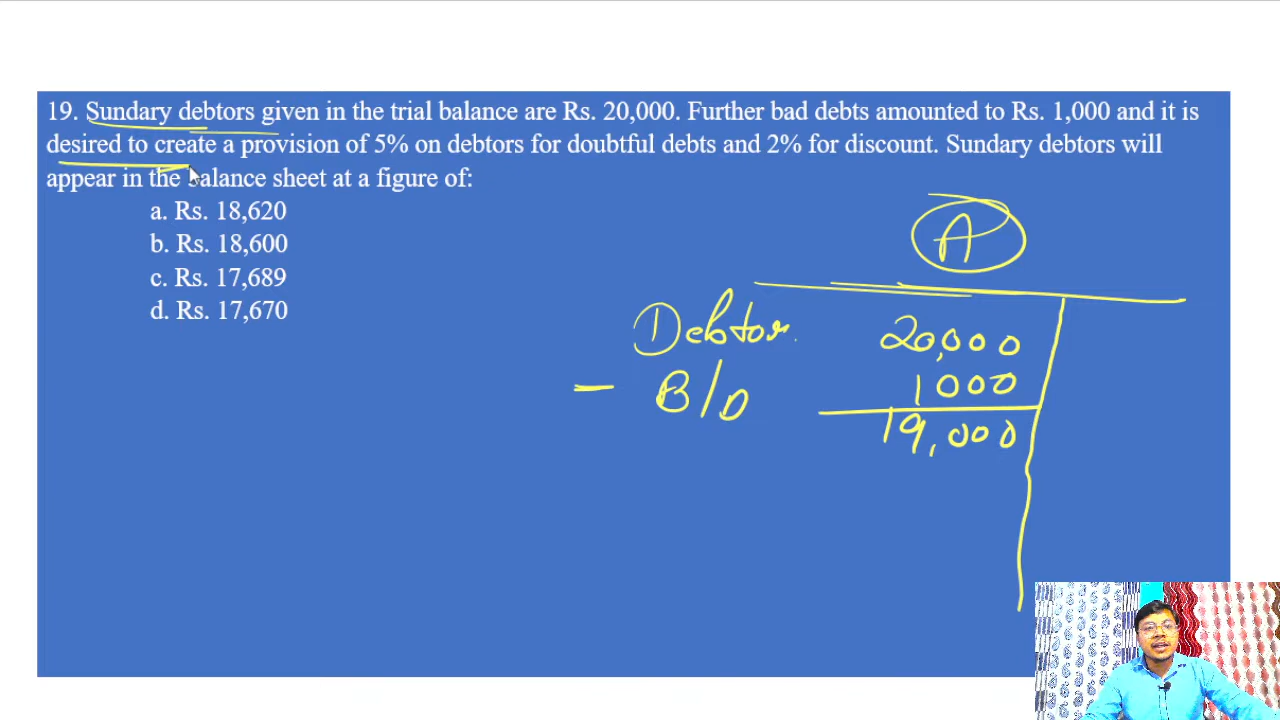 19. Sundary debtors given in the trial balance are Rs. 20,000. Further bad debts amounted to Rs. 1,000 and it is
desired to create a provision of 5% on debtors for doubtful debts and 2% for discount. Sundary debtors will
appear in the balance sheet at a figure of:
a. Rs. 18,620
b. Rs. 18,600
c. Rs. 17,689
d. Rs. 17,670
A
Debtor. 20,000
- B/D 1000
19,000